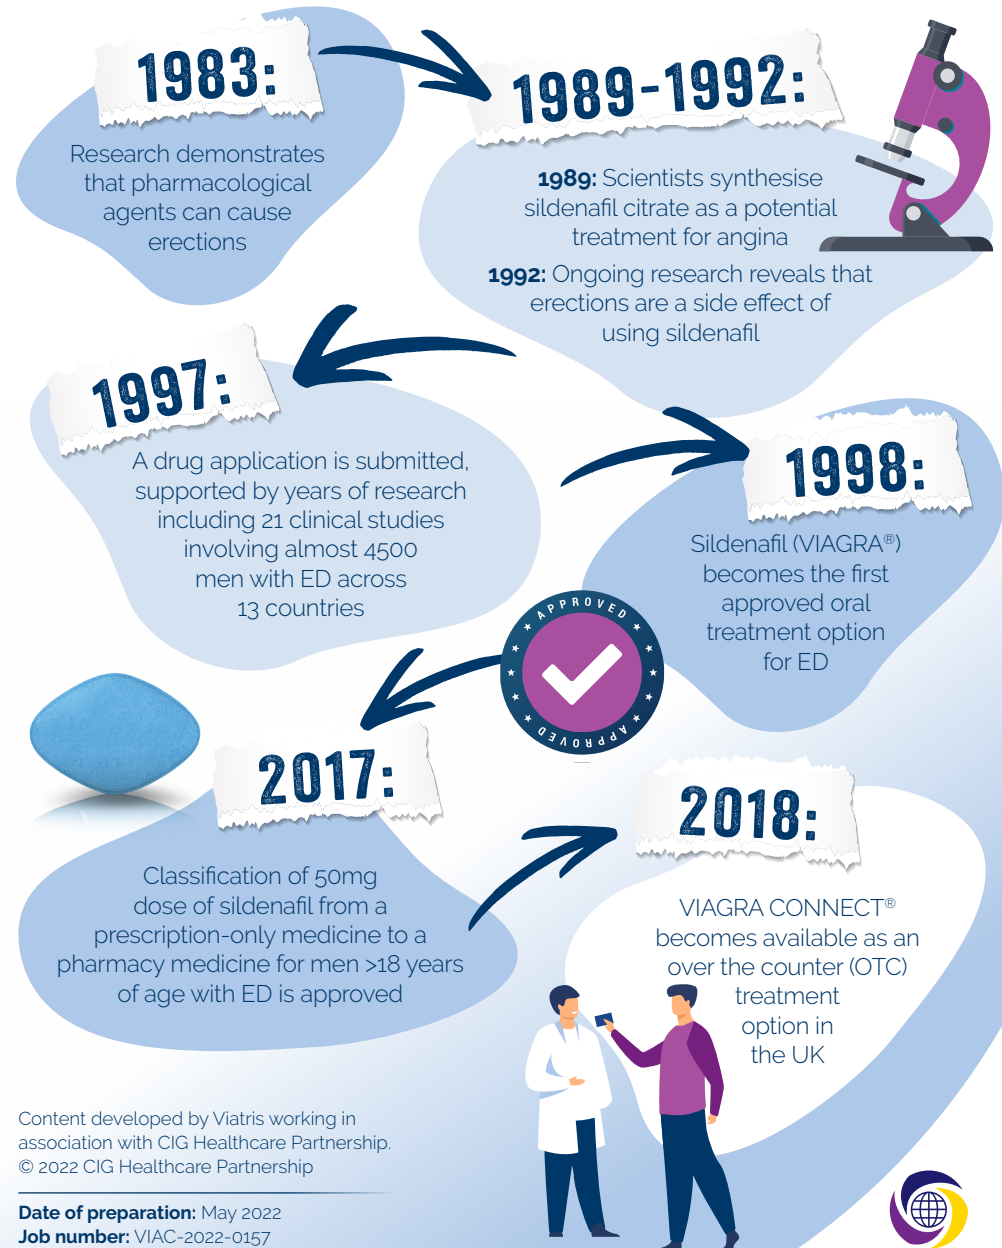 1983:
Research demonstrates
that pharmacological
agents can cause
erections
1989-1992:
1989: Scientists synthesise
sildenafil citrate as a potential
treatment for angina
1992: Ongoing research reveals that
erections are a side effect of
using sildenafil
1997:
A drug application is submitted,
supported by years of research
including 21 clinical studies
involving almost 4500
men with ED across
13 countries
1998:
Sildenafil (VIAGRA®)
becomes the first
approved oral
treatment option
for ED
APPROVED
APPROVED
2017:
Classification of 50mg
dose of sildenafil from a
prescription-only medicine to a
pharmacy medicine for men >18 years
of age with ED is approved
2018:
VIAGRA CONNECT®
becomes available as an
over the counter (OTC)
treatment
option in
the UK
Content developed by Viatris working in
association with CIG Healthcare Partnership.
© 2022 CIG Healthcare Partnership
Date of preparation: May 2022
Job number: VIAC-2022-0157